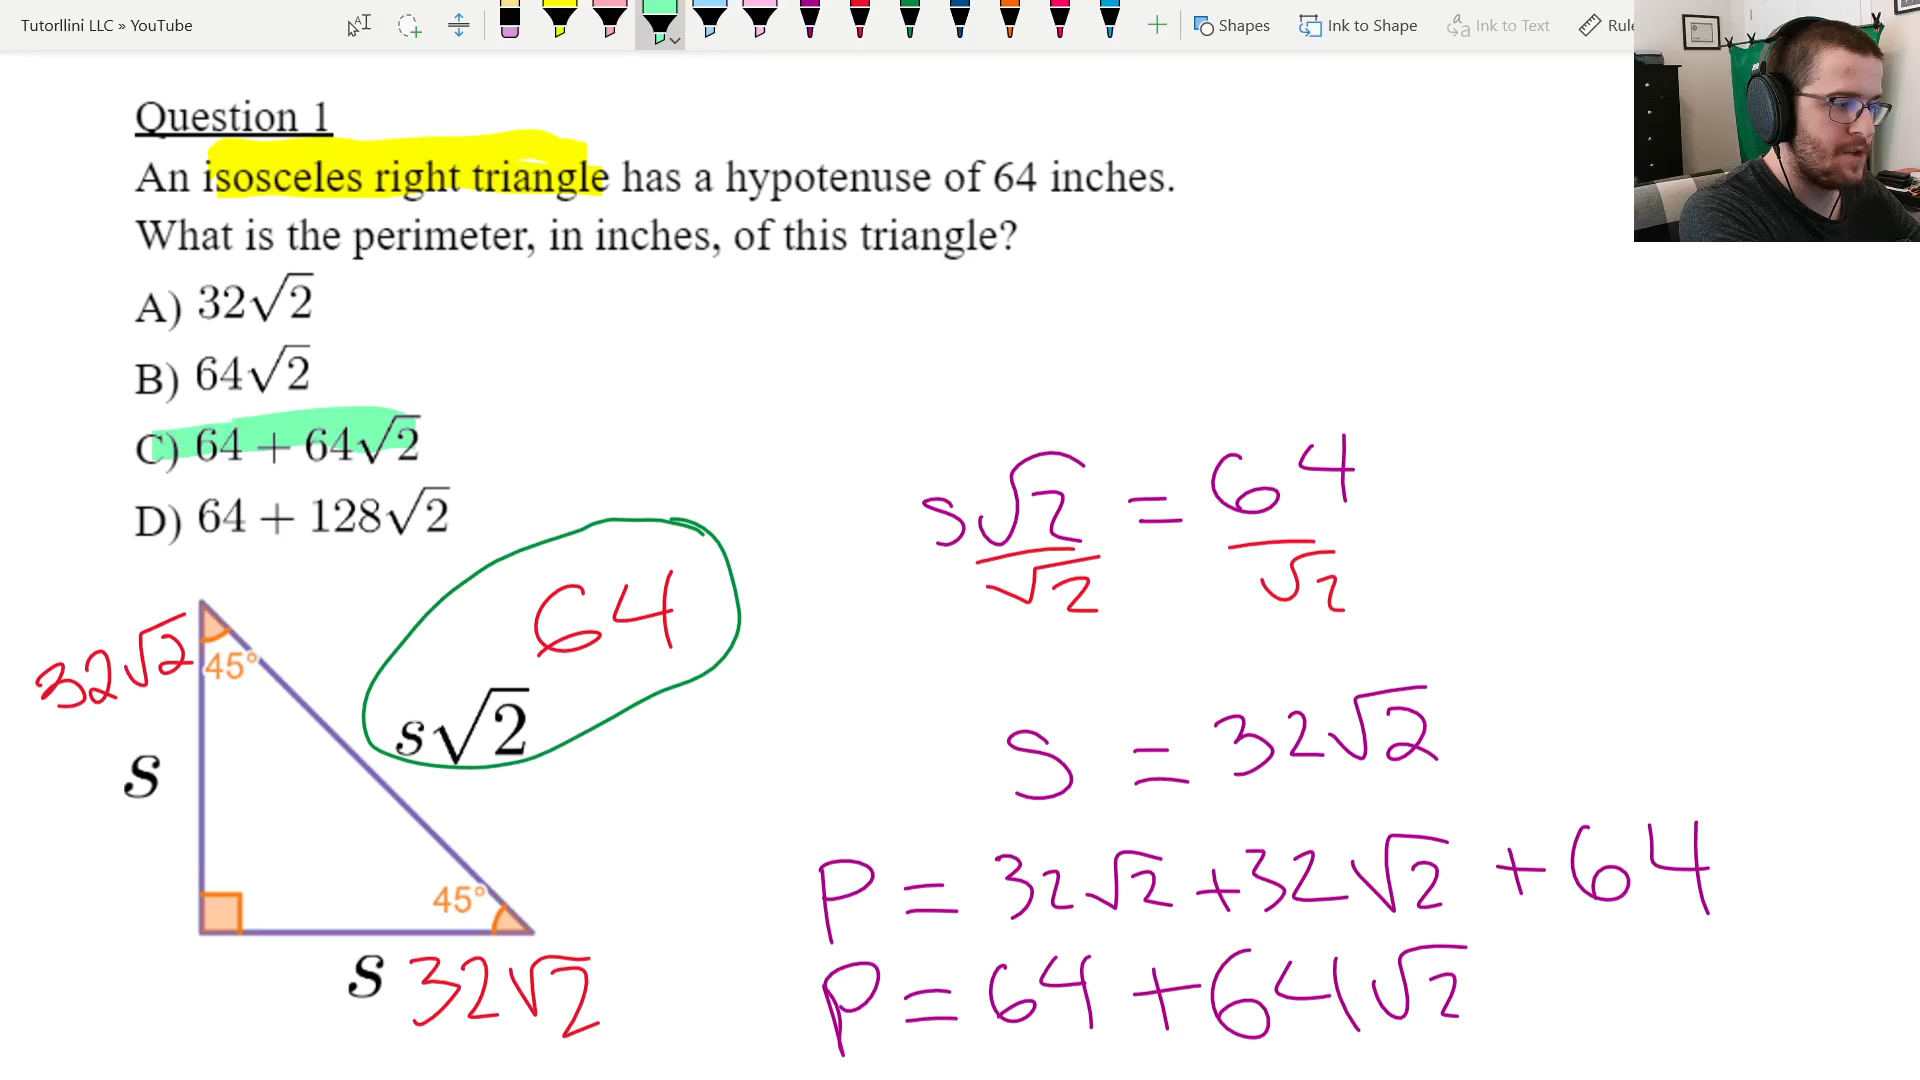 Tutorllini LLC » YouTube
Shapes
Ink to Shape
Ink to Text
Question 1
An isosceles right triangle has a hypotenuse of 64 inches.
What is the perimeter, in inches, of this triangle?
A) 32√2
B) 64√2
C) 64 + 64√2
D) 64 + 128√2
s√2 = 64
√2 √2
64
s√2
32√2
45°
s
45°
s 32√2
s = 32√2
P = 32√2 + 32√2 + 64
P = 64 + 64√2